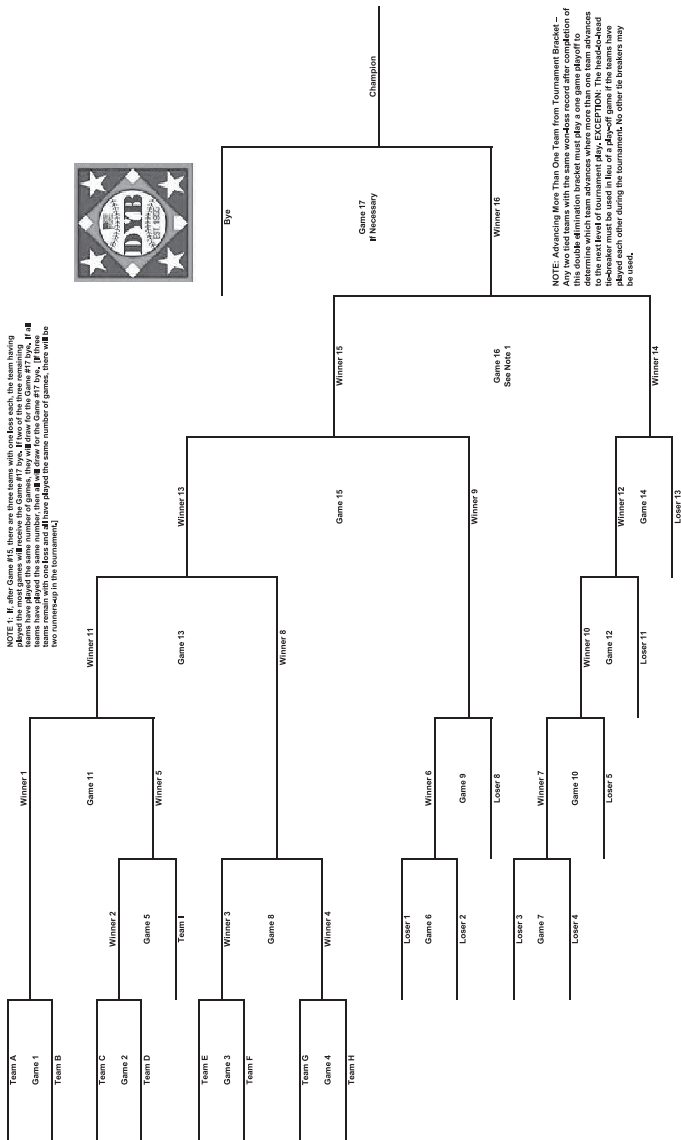 NOTE 1:  If, after Game #15, there are three teams with one loss each, the team having
played the most games will receive the Game #17 bye.  If two of the three remaining
teams have played the same number of games, they will draw for the Game #17 bye.  If all
teams have played the same number, then all will draw for the Game #17 bye.  [If three
teams remain with one loss and all have played the same number of games, there will be
two runners-up in the tournament.]
DYB
EST. 1955
Team A
Game 1
Team B
Team C
Game 2
Team D
Team E
Game 3
Team F
Team G
Game 4
Team H
Winner 2
Game 5
Team I
Winner 3
Game 8
Winner 4
Loser 1
Game 6
Loser 2
Loser 3
Game 7
Loser 4
Winner 1
Game 11
Winner 5
Winner 6
Game 9
Loser 8
Winner 7
Game 10
Loser 5
Winner 11
Game 13
Winner 8
Winner 10
Game 12
Loser 11
Winner 13
Game 15
Winner 9
Winner 12
Game 14
Loser 13
Winner 15
Game 16
See Note 1
Winner 14
Bye
Game 17
If Necessary
Winner 16
Champion
NOTE:  Advancing More Than One Team from Tournament Bracket –
Any two tied teams with the same won-loss record after completion of
this double elimination bracket must play a one game playoff to
determine which team advances where more than one team advances
to the next level of tournament play. EXCEPTION: The head-to-head
tie-breaker must be used in lieu of a play-off game if the teams have
played each other during the tournament. No other tie breakers may
be used.